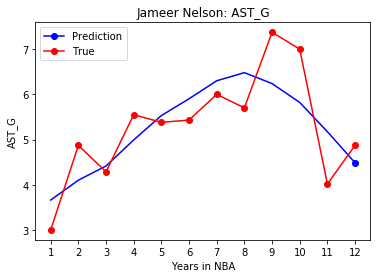 Jameer Nelson: AST_G
Prediction
True
AST_G
7
6
5
4
3
1 2 3 4 5 6 7 8 9 10 11 12
Years in NBA